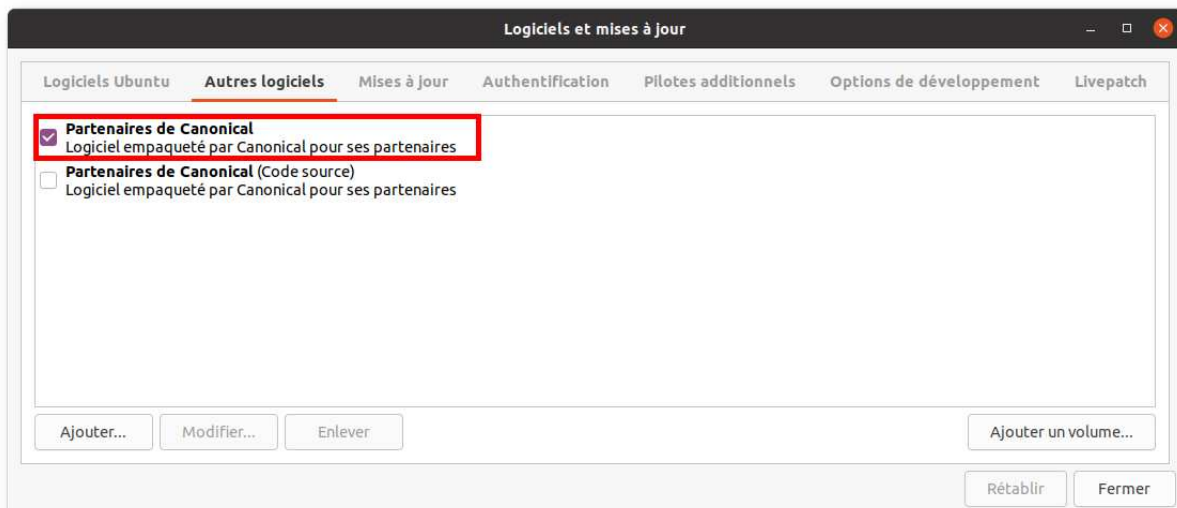 Logiciels et mises à jour
Logiciels Ubuntu Autres logiciels Mises à jour Authentification Pilotes additionnels Options de développement Livepatch
Partenaires de Canonical
Logiciel empaqueté par Canonical pour ses partenaires
Partenaires de Canonical (Code source)
Logiciel empaqueté par Canonical pour ses partenaires
Ajouter... Modifier... Enlever Ajouter un volume...
Rétablir Fermer